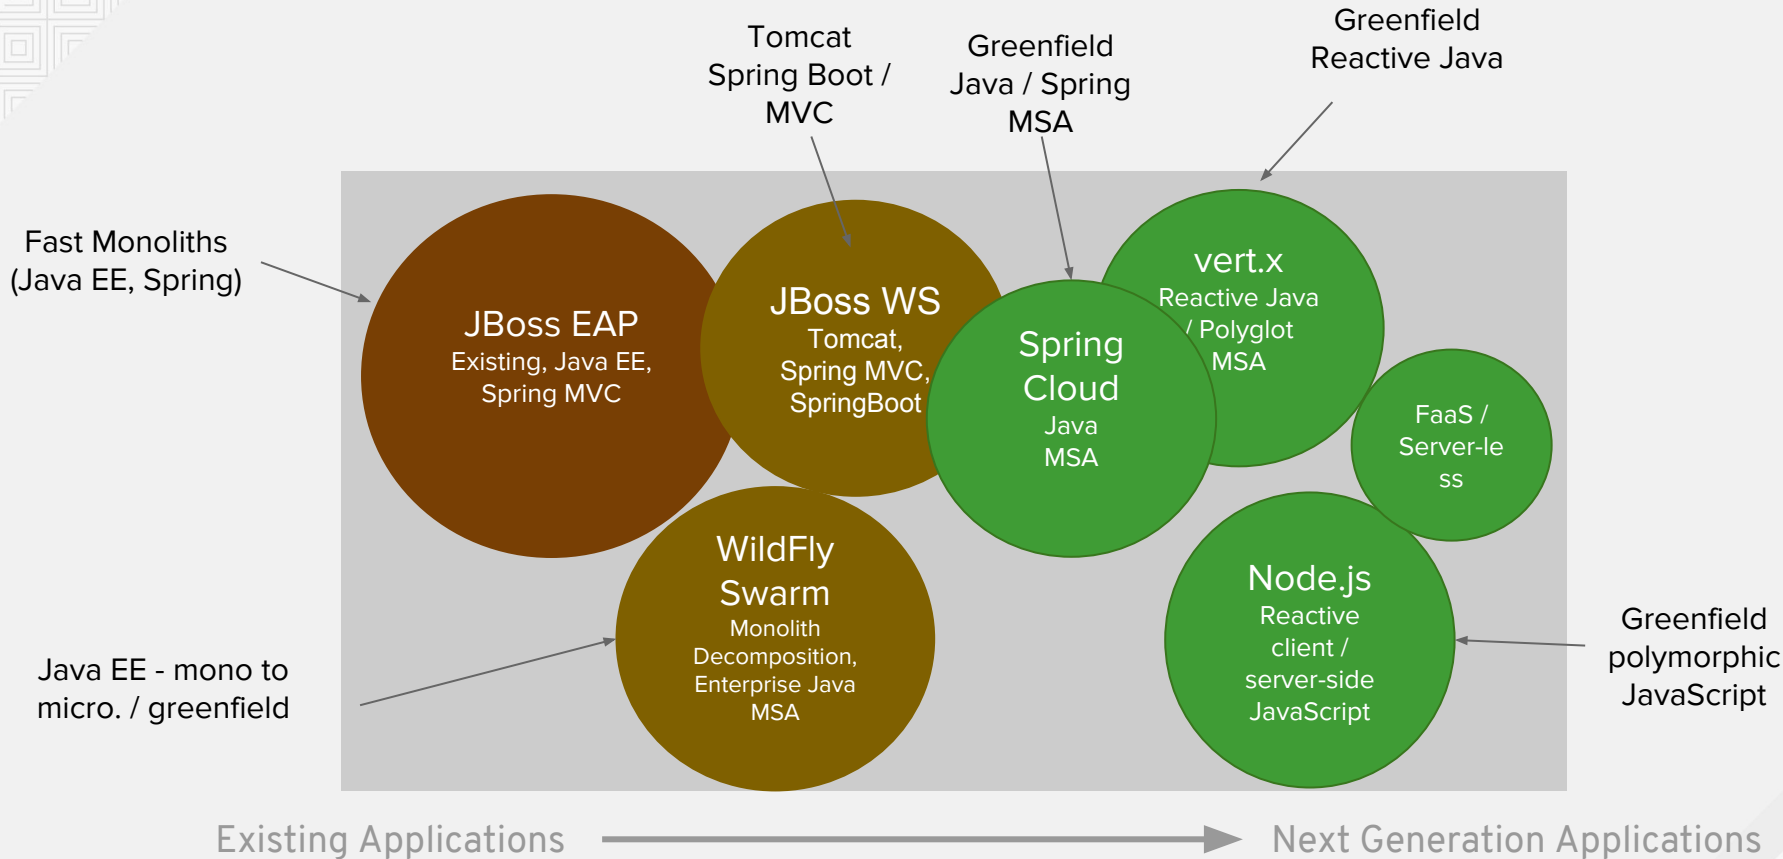 Tomcat
Spring Boot /
MVC
Greenfield
Java / Spring
MSA
Greenfield
Reactive Java
Fast Monoliths
(Java EE, Spring)
JBoss EAP
Existing, Java EE,
Spring MVC
JBoss WS
Tomcat,
Spring MVC,
SpringBoot
Spring
Cloud
Java
MSA
vert.x
Reactive Java
/ Polyglot
MSA
FaaS /
Server-le
ss
WildFly
Swarm
Monolith
Decomposition,
Enterprise Java
MSA
Node.js
Reactive
client /
server-side
JavaScript
Java EE - mono to
micro. / greenfield
Greenfield
polymorphic
JavaScript
Existing Applications
Next Generation Applications